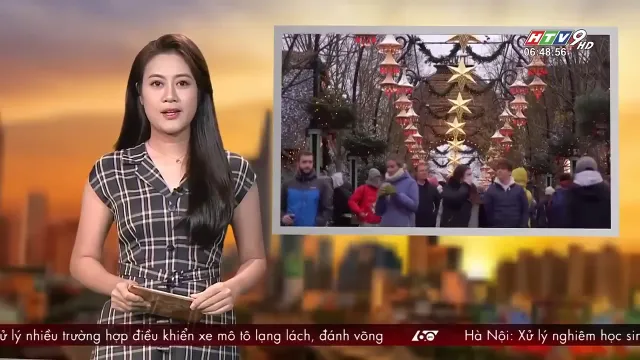 HTV9 HD
06:48:56
ử lý nhiều trường hợp điều khiển xe mô tô lạng lách, đánh võng
60
Hà Nội: Xử lý nghiêm học sin